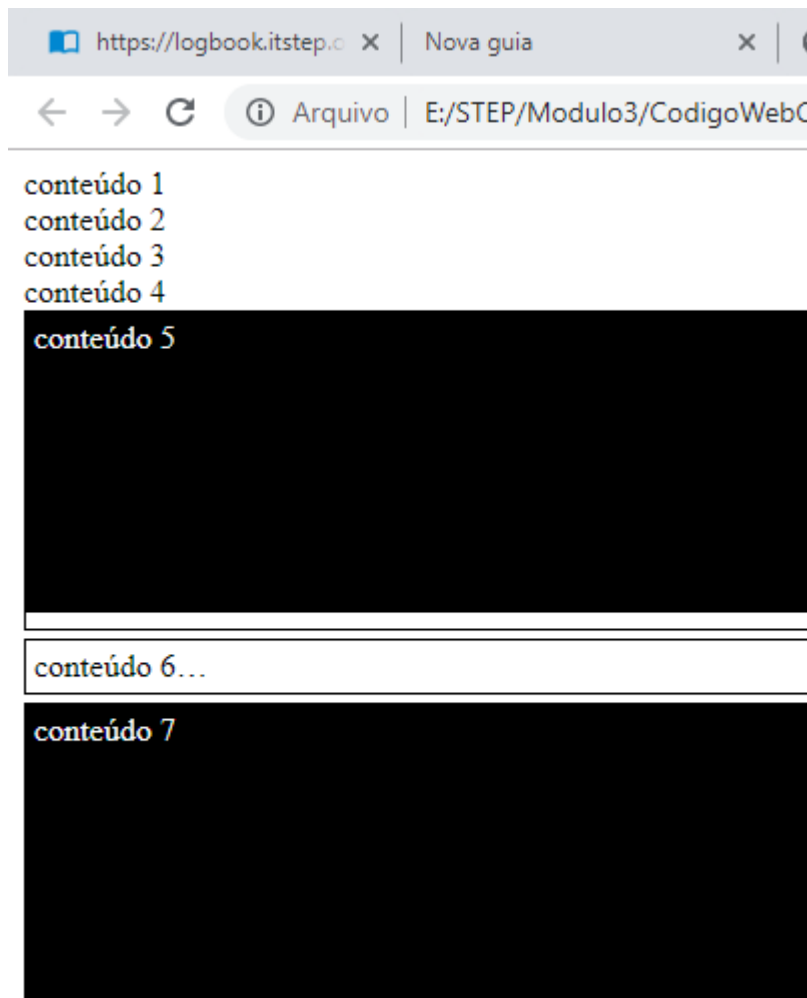 https://logbook.itstep.o
Nova guia
Arquivo
E:/STEP/Modulo3/CodigoWeb
conteúdo 1
conteúdo 2
conteúdo 3
conteúdo 4
conteúdo 5
conteúdo 6…
conteúdo 7